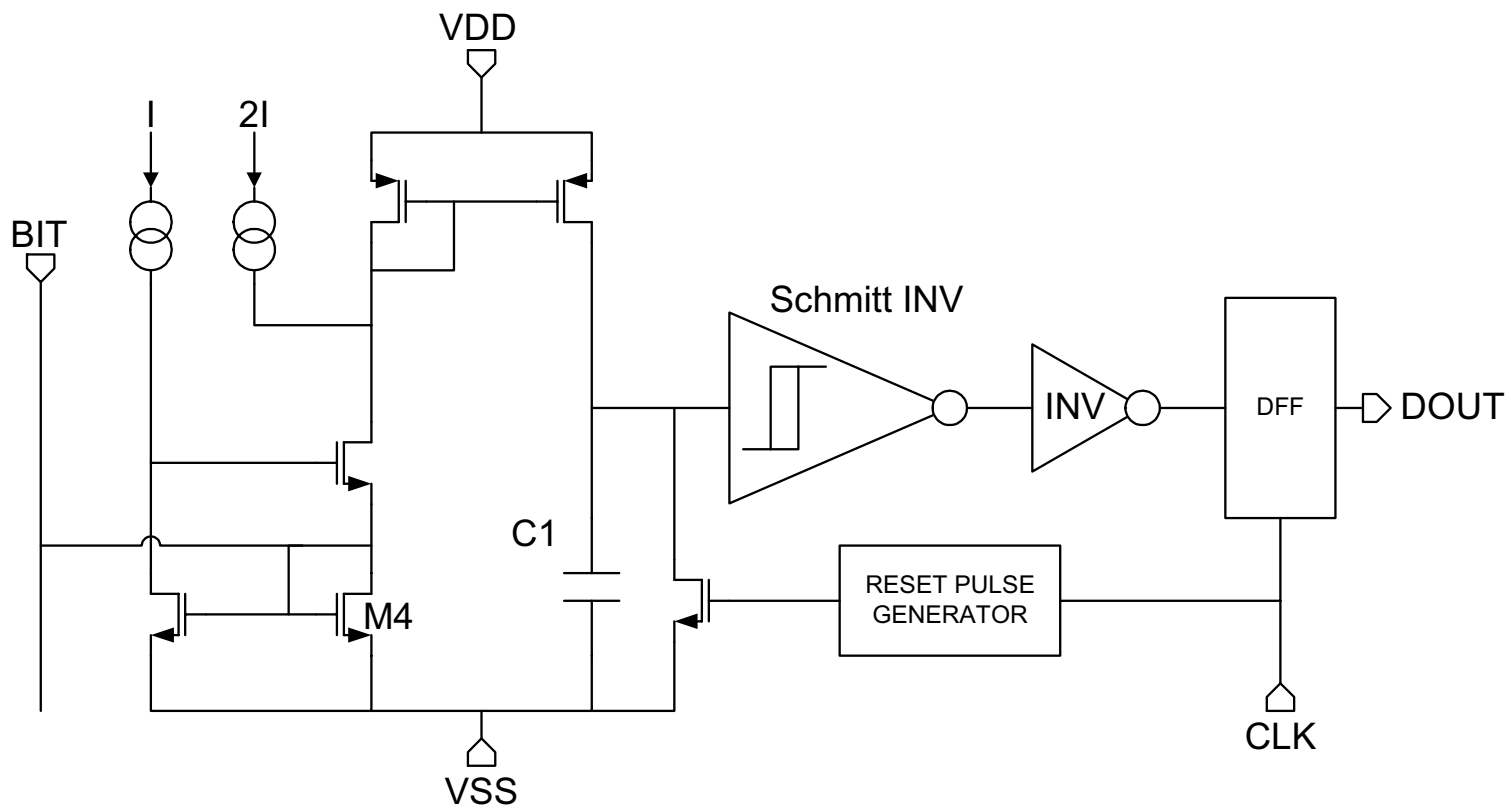 VDD
I
2I
BIT
Schmitt INV
INV
DFF
DOUT
C1
M4
RESET PULSE
GENERATOR
CLK
VSS